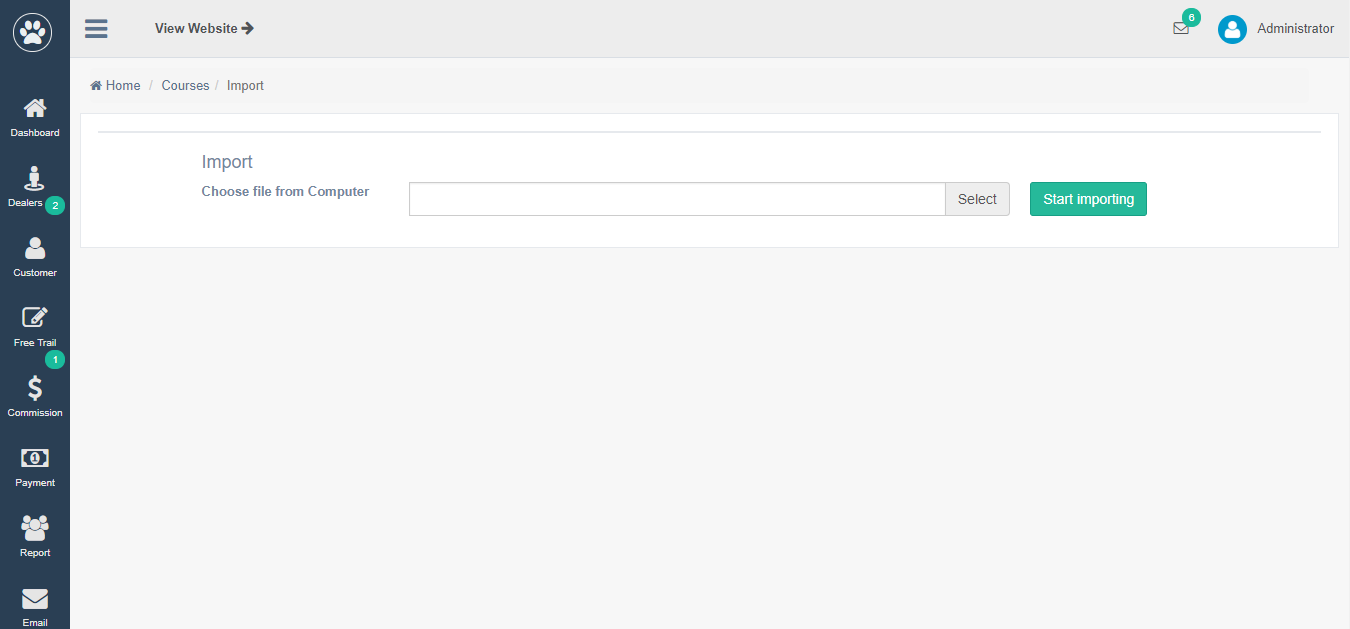 View Website
6
Administrator
Home / Courses / Import
Dashboard
Dealers 2
Customer
Free Trail
1
Commission
1
Payment
Report
Email
Import
Choose file from Computer
Select
Start importing